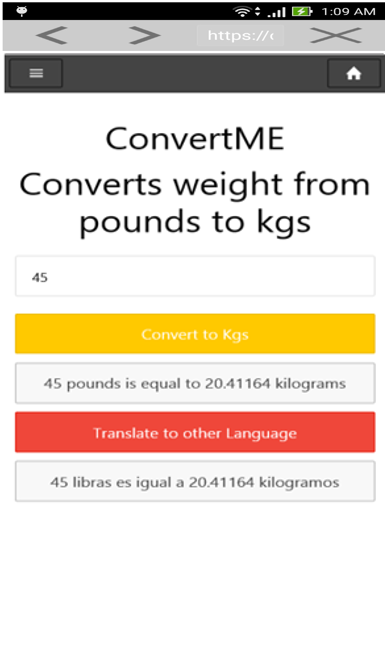 1:09 AM
https://
ConvertME
Converts weight from
pounds to kgs
45
Convert to Kgs
45 pounds is equal to 20.41164 kilograms
Translate to other Language
45 libras es igual a 20.41164 kilogramos